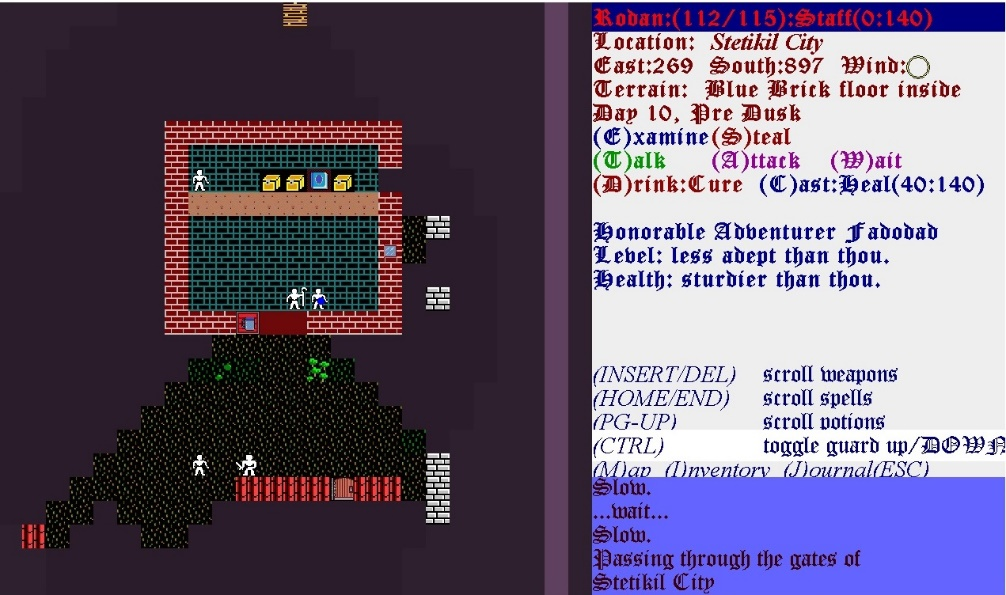 Rodan:(112/115):Staff(0:140)
Location: Stetikil City
East:269 South:897 Wind:
Terrain: Blue Brick floor inside
Day 10, Pre Dusk
(E)xamine (S)teal
(T)alk (A)ttack (W)ait
(D)rink:Cure (C)ast:Heal(40:140)
Honorable Adventurer Fadodad
Level: less adept than thou.
Health: sturdier than thou.
(INSERT/DEL) scroll weapons
(HOME/END) scroll spells
(PG-UP) scroll potions
(CTRL) toggle guard up/DOWN
(M)ap (I)nventory (J)ournal(ESC)
Slow.
...wait...
Slow.
Passing through the gates of
Stetikil City